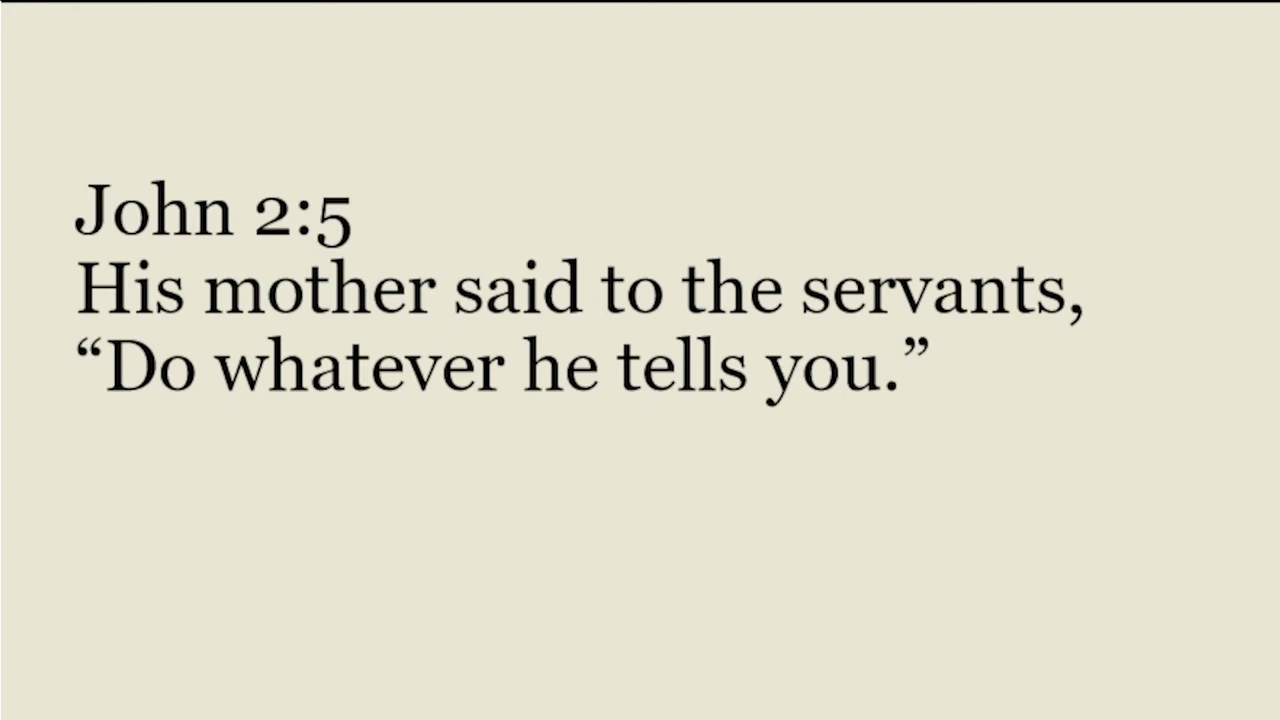 John 2:5
His mother said to the servants,
“Do whatever he tells you.”